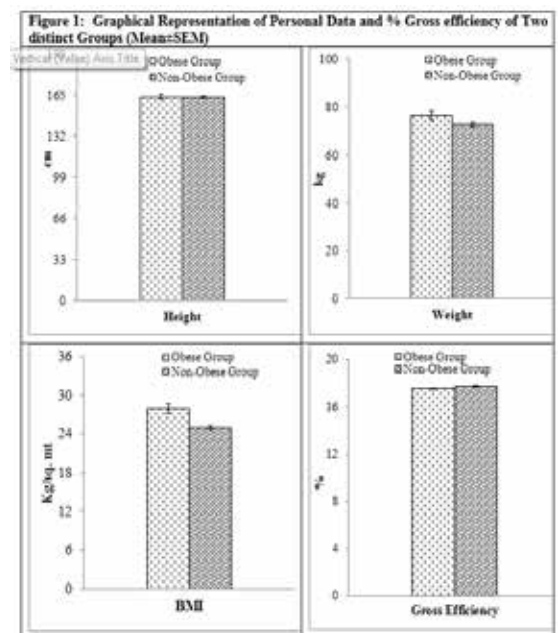 Figure 1: Graphical Representation of Personal Data and % Gross efficiency of Two
distinct Groups (Mean±SEM)
Vertical (Value) Axis Title
Obese Group
Non-Obese Group
165
132
99
66
33
0
cm
Height
Obese Group
Non-Obese Group
100
80
60
40
20
0
kg
Weight
Obese Group
Non-Obese Group
36
30
24
18
12
6
0
Kg/sq. mt
BMI
Obese Group
Non-Obese Group
20
16
12
8
4
0
%
Gross Efficiency